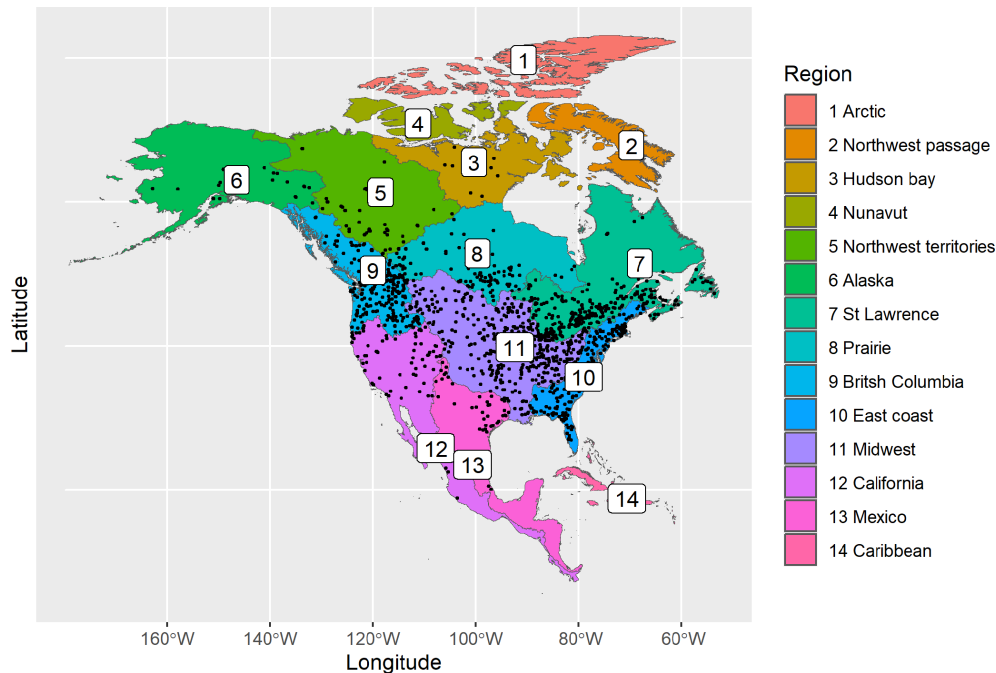 1
2
3
4
5
6
7
8
9
10
11
12
13
14
Latitude
160°W
140°W
120°W
100°W
80°W
60°W
Longitude
Region
1 Arctic
2 Northwest passage
3 Hudson bay
4 Nunavut
5 Northwest territories
6 Alaska
7 St Lawrence
8 Prairie
9 Britsh Columbia
10 East coast
11 Midwest
12 California
13 Mexico
14 Caribbean